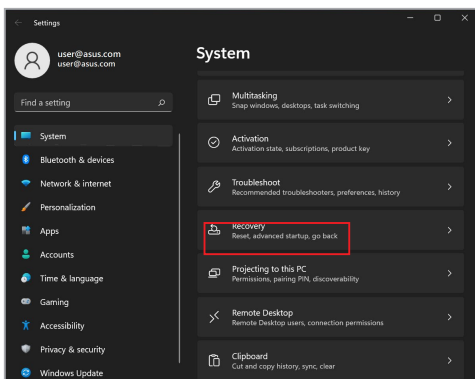 Settings
user@asus.com
user@asus.com
Find a setting
System
Bluetooth & devices
Network & internet
Personalization
Apps
Accounts
Time & language
Gaming
Accessibility
Privacy & security
Windows Update
System
Multitasking
Snap windows, desktops, task switching
Activation
Activation state, subscriptions, product key
Troubleshoot
Recommended troubleshooters, preferences, history
Recovery
Reset, advanced startup, go back
Projecting to this PC
Permissions, pairing PIN, discoverability
Remote Desktop
Remote Desktop users, connection permissions
Clipboard
Cut and copy history, sync, clear